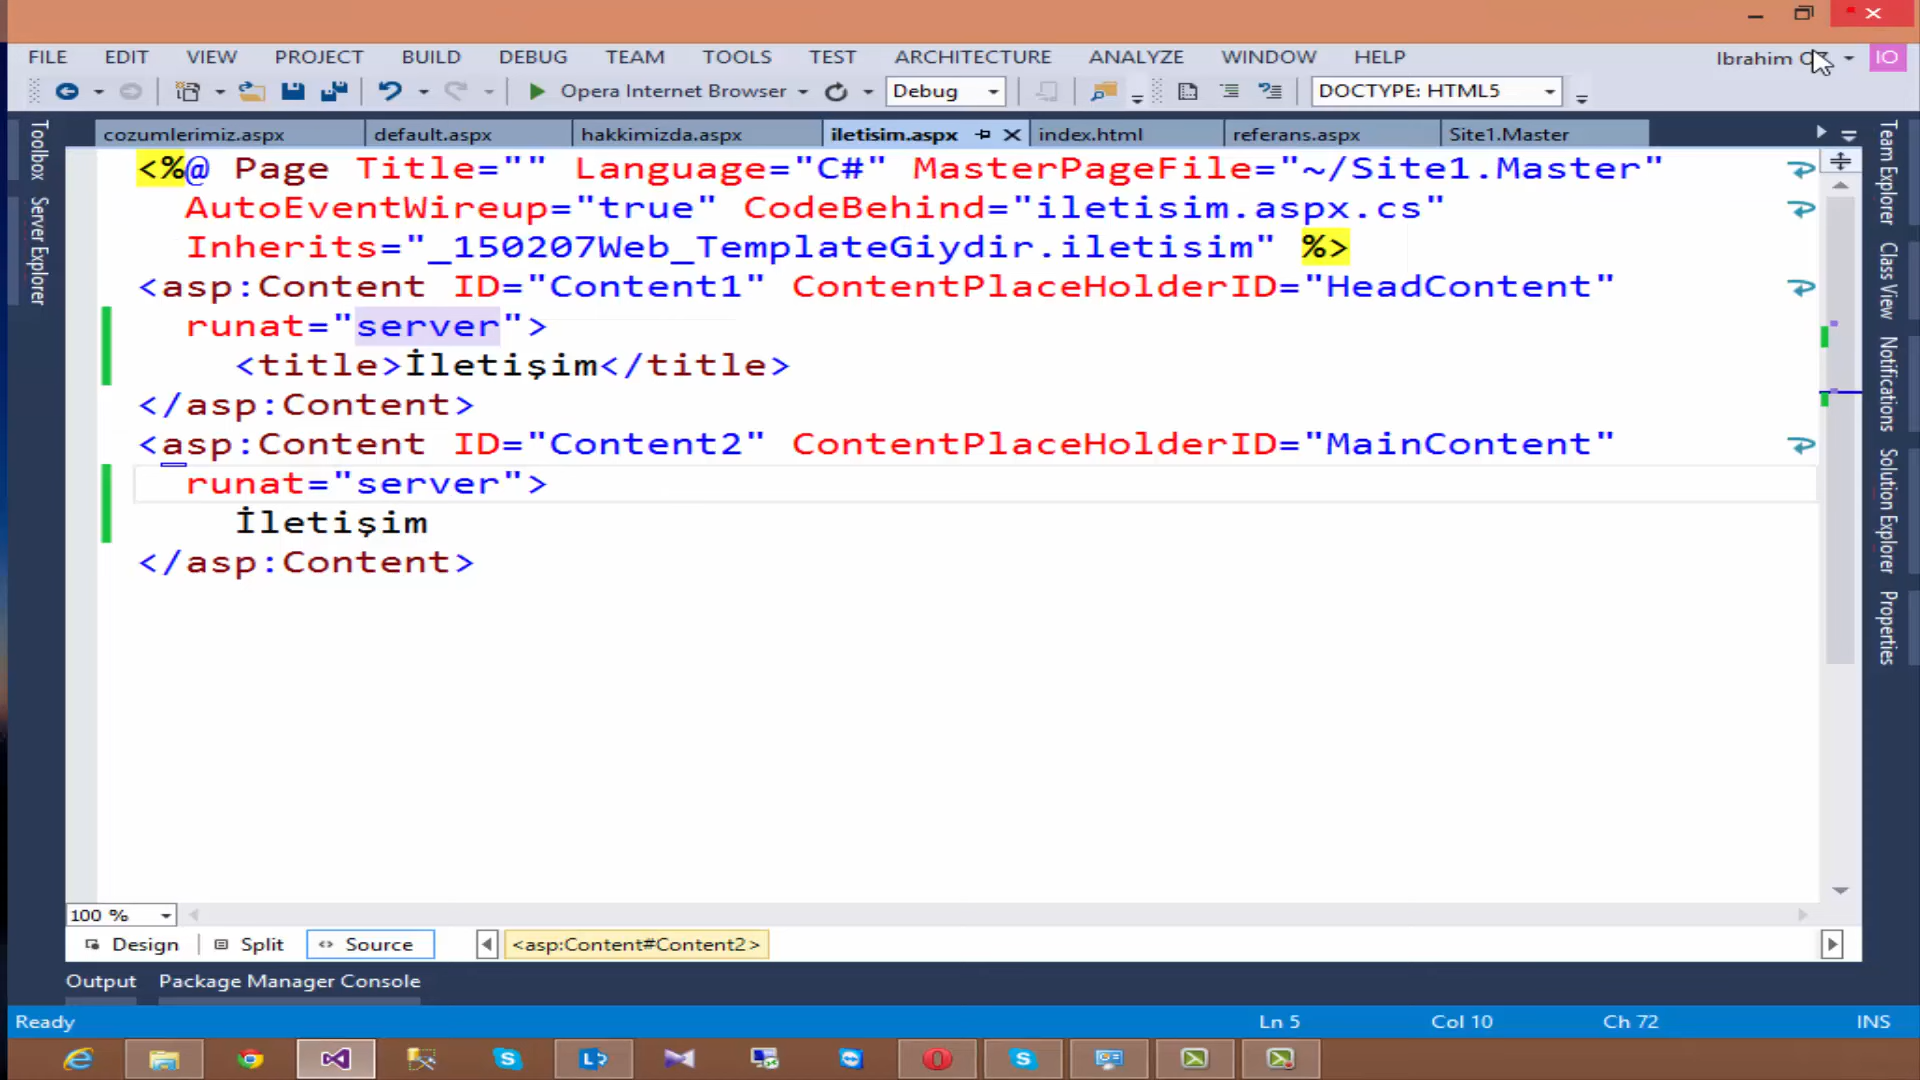 FILE EDIT VIEW PROJECT BUILD DEBUG TEAM TOOLS TEST ARCHITECTURE ANALYZE WINDOW HELP Ibrahim IO
Opera Internet Browser Debug DOCTYPE: HTML5
cozumlerimiz.aspx default.aspx hakkimizda.aspx iletisim.aspx index.html referans.aspx Site1.Master
Toolbox
Server Explorer
<%@ Page Title="" Language="C#" MasterPageFile="~/Site1.Master"
AutoEventWireup="true" CodeBehind="iletisim.aspx.cs"
Inherits="_150207Web_TemplateGiydir.iletisim" %>
<asp:Content ID="Content1" ContentPlaceHolderID="HeadContent"
runat="server">
<title>İletişim</title>
</asp:Content>
<asp:Content ID="Content2" ContentPlaceHolderID="MainContent"
runat="server">
İletişim
</asp:Content>
Team Explorer
Class View
Notifications
Solution Explorer
Properties
100 %
Design Split Source <asp:Content#Content2>
Output Package Manager Console
Ready Ln 5 Col 10 Ch 72 INS